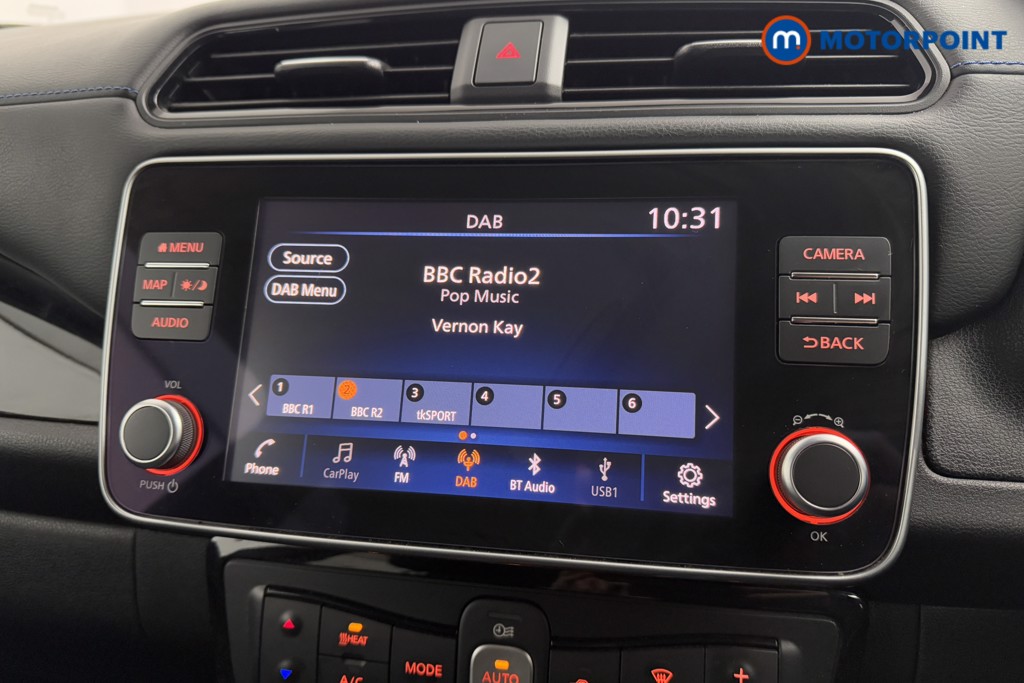 m MOTORPOINT
DAB
10:31
MENU
MAP
AUDIO
Source
DAB Menu
BBC Radio2
Pop Music
Vernon Kay
CAMERA
BACK
VOL
PUSH
1 2 3 4 5 6
BBC R1 BBC R2 tkSPORT
Phone CarPlay FM DAB BT Audio USB1 Settings
OK
HEAT
A/C
MODE
AUTO
+